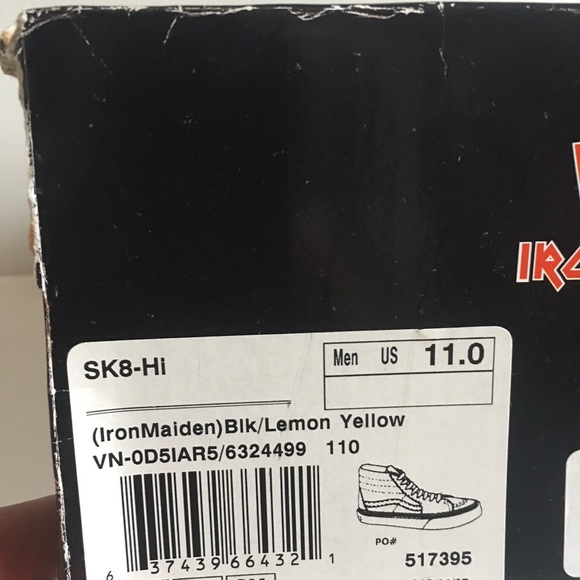 SK8-Hi
Men US 11.0
(IronMaiden)Blk/Lemon Yellow
VN-0D5IAR5/6324499 110
6 37439 66432 1
PO#
517395